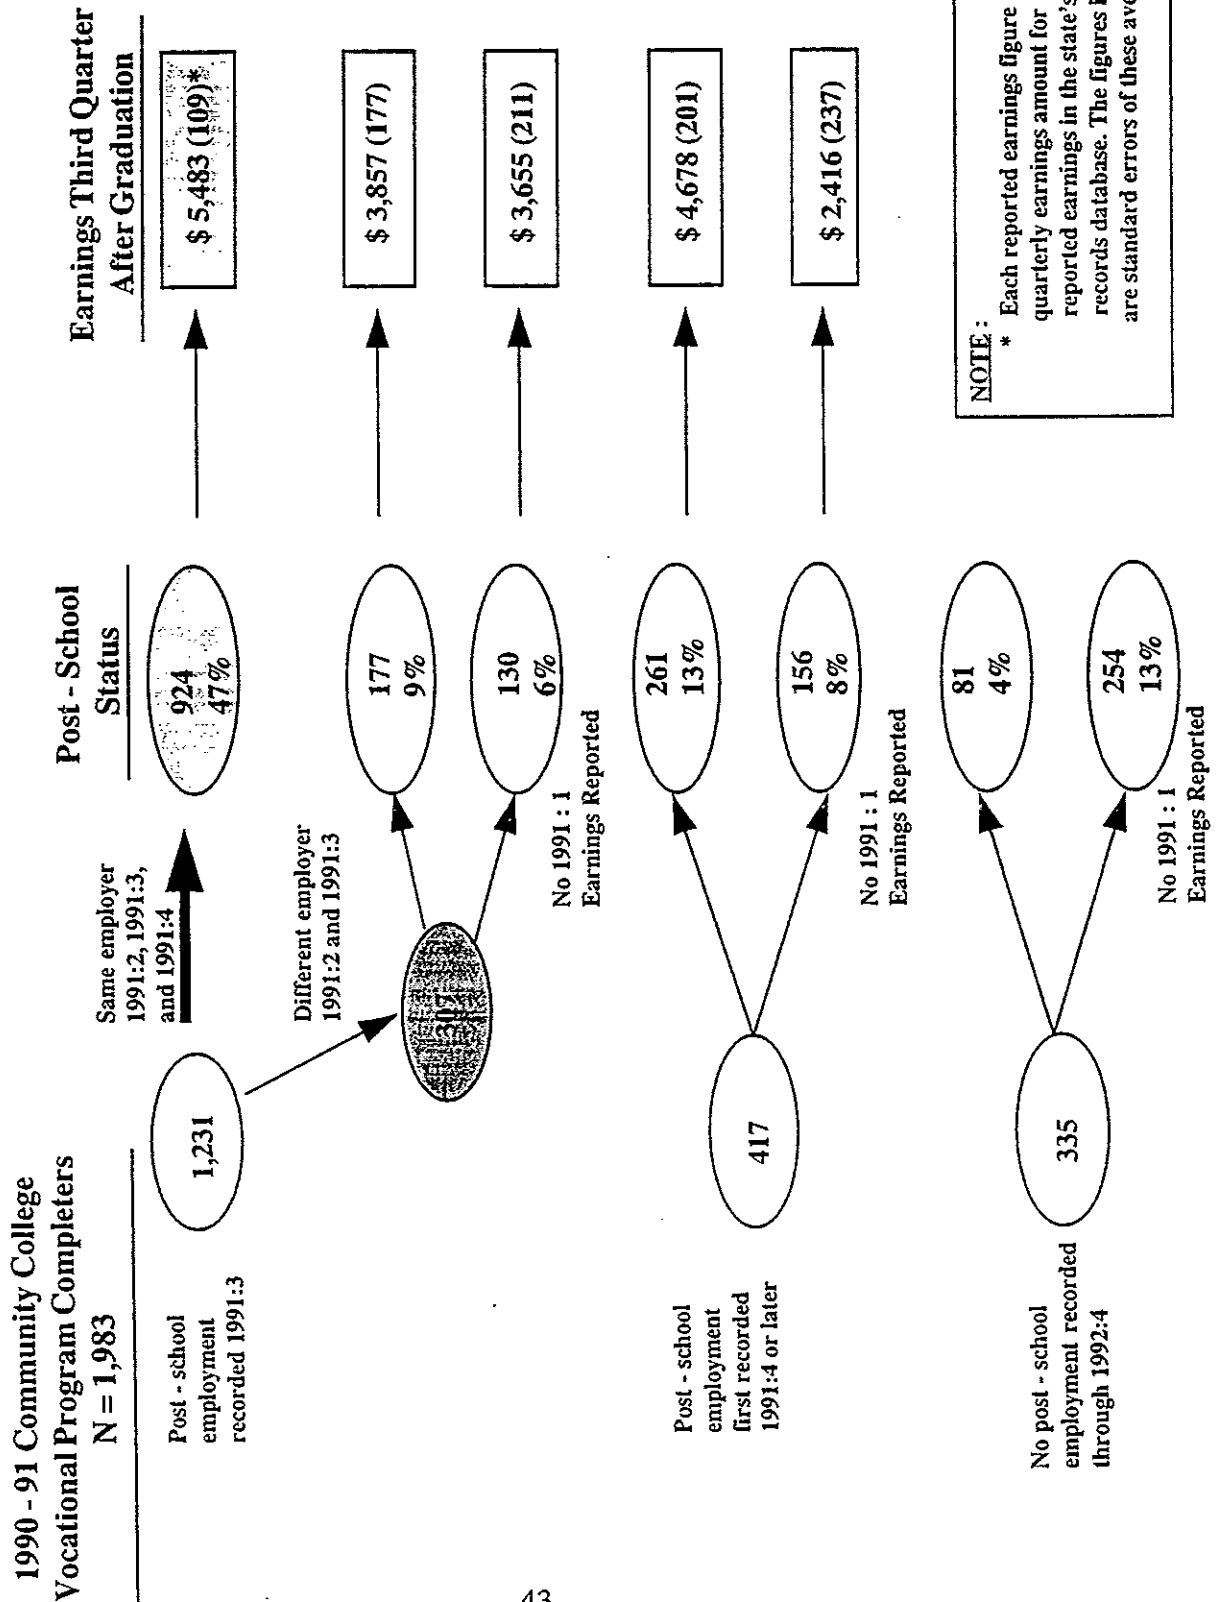 1990 - 91 Community College
Vocational Program Completers
N = 1,983
Post - School
Status
Earnings Third Quarter
After Graduation
Post - school
employment
recorded 1991:3
1,231
Same employer
1991:2, 1991:3,
and 1991:4
924
47%
$ 5,483 (109)*
Different employer
1991:2 and 1991:3
307
177
9%
$ 3,857 (177)
130
6%
$ 3,655 (211)
No 1991 : 1
Earnings Reported
Post - school
employment
first recorded
1991:4 or later
417
261
13%
$ 4,678 (201)
156
8%
$ 2,416 (237)
No 1991 : 1
Earnings Reported
No post - school
employment recorded
through 1992:4
335
81
4%
254
13%
No 1991 : 1
Earnings Reported
NOTE :
* Each reported earnings figure
quarterly earnings amount for
reported earnings in the state's
records database. The figures
are standard errors of these
43